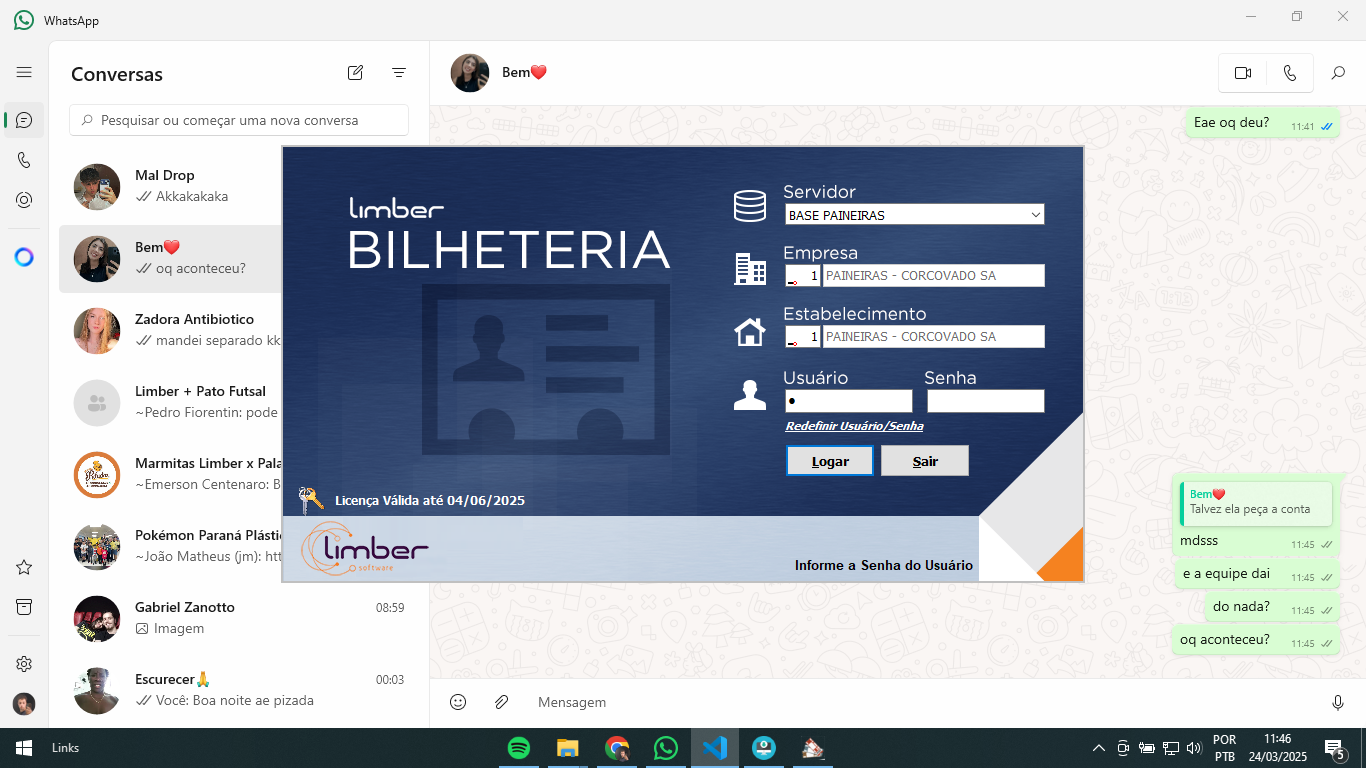 WhatsApp
Conversas
Pesquisar ou começar uma nova conversa
Mal Drop
Akkakakaka
Bem❤️
oq aconteceu?
Zadora Antibiotico
mandei separado kk
Limber + Pato Futsal
~Pedro Fiorentin: pode
Marmitas Limber x Pala
~Emerson Centenaro: B
Pokémon Paraná Plásti
~João Matheus (jm): htt
Gabriel Zanotto
08:59
Imagem
Escurecer🙏
00:03
Você: Boa noite ae pizada
Bem❤️
Eae oq deu?
11:41
limber
BILHETERIA
Servidor
BASE PAINEIRAS
Empresa
1 PAINEIRAS - CORCOVADO SA
Estabelecimento
1 PAINEIRAS - CORCOVADO SA
Usuário Senha
Redefinir Usuário/Senha
Logar Sair
Licença Válida até 04/06/2025
limber
software
Informe a Senha do Usuário
Bem❤️
Talvez ela peça a conta
mdsss
11:45
e a equipe dai
11:45
do nada?
11:45
oq aconteceu?
11:45
Mensagem
Links
POR
PTB
11:46
24/03/2025
5